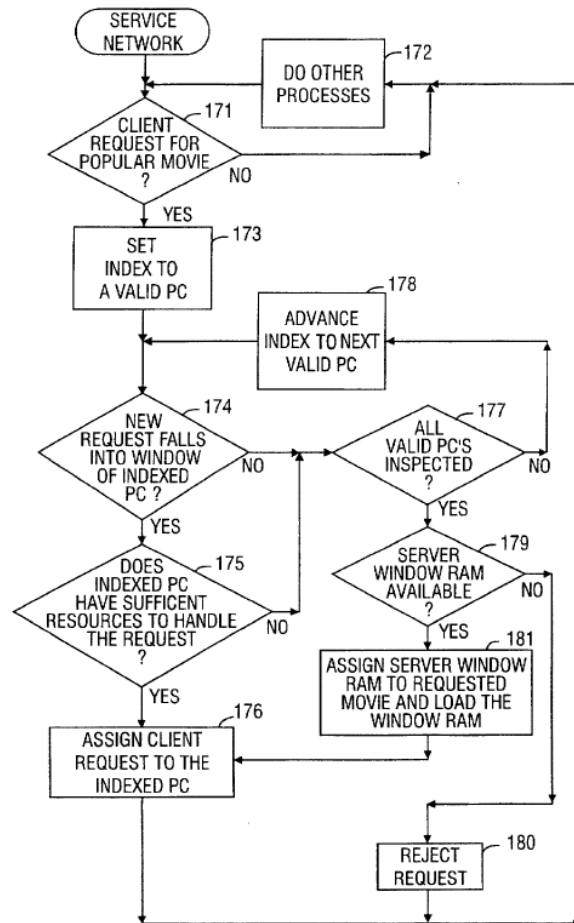 SERVICE
NETWORK
172
DO OTHER
PROCESSES
171
CLIENT
REQUEST FOR
POPULAR MOVIE
?
NO
YES
173
SET
INDEX TO
A VALID PC
178
ADVANCE
INDEX TO NEXT
VALID PC
174
NEW
REQUEST FALLS
INTO WINDOW
OF INDEXED
PC ?
NO
YES
177
ALL
VALID PC'S
INSPECTED
?
NO
YES
175
DOES
INDEXED PC
HAVE SUFFICENT
RESOURCES TO HANDLE
THE REQUEST
?
NO
YES
179
SERVER
WINDOW RAM
AVAILABLE
?
NO
YES
181
ASSIGN SERVER WINDOW
RAM TO REQUESTED
MOVIE AND LOAD THE
WINDOW RAM
176
ASSIGN CLIENT
REQUEST TO THE
INDEXED PC
180
REJECT
REQUEST